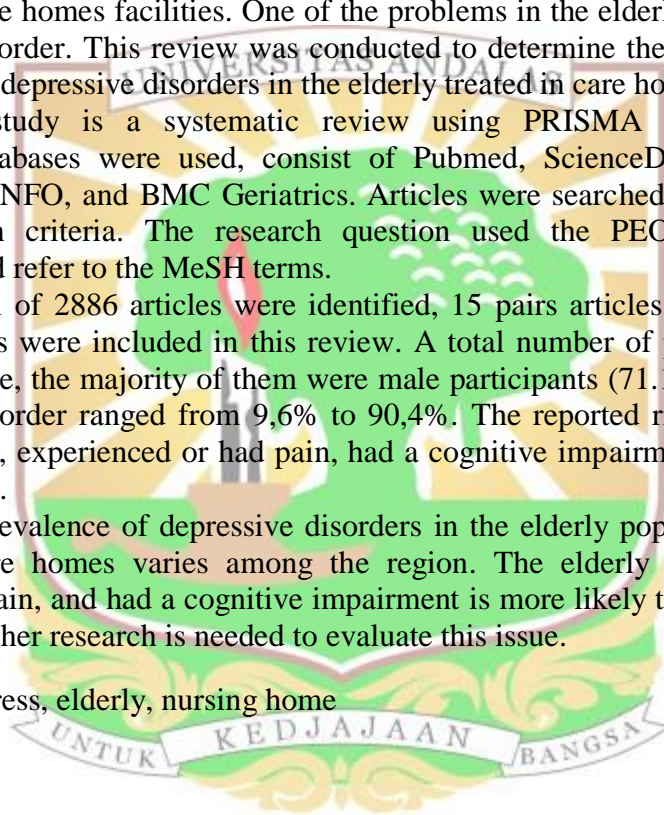 e homes facilities. One of the problems in the elderl
order. This review was conducted to determine the
UNIVERSITAS ANDALAS
depressive disorders in the elderly treated in care ho
study is a systematic review using PRISMA
abases were used, consist of Pubmed, ScienceD
NFO, and BMC Geriatrics. Articles were searched
n criteria. The research question used the PEO
d refer to the MeSH terms.
l of 2886 articles were identified, 15 pairs articles
s were included in this review. A total number of
e, the majority of them were male participants (71.
order ranged from 9,6% to 90,4%. The reported r
, experienced or had pain, had a cognitive impairm
.
evalence of depressive disorders in the elderly pop
re homes varies among the region. The elderly
ain, and had a cognitive impairment is more likely t
ther research is needed to evaluate this issue.
ress, elderly, nursing home
UNTUK KEDJAJAAN BANGSA